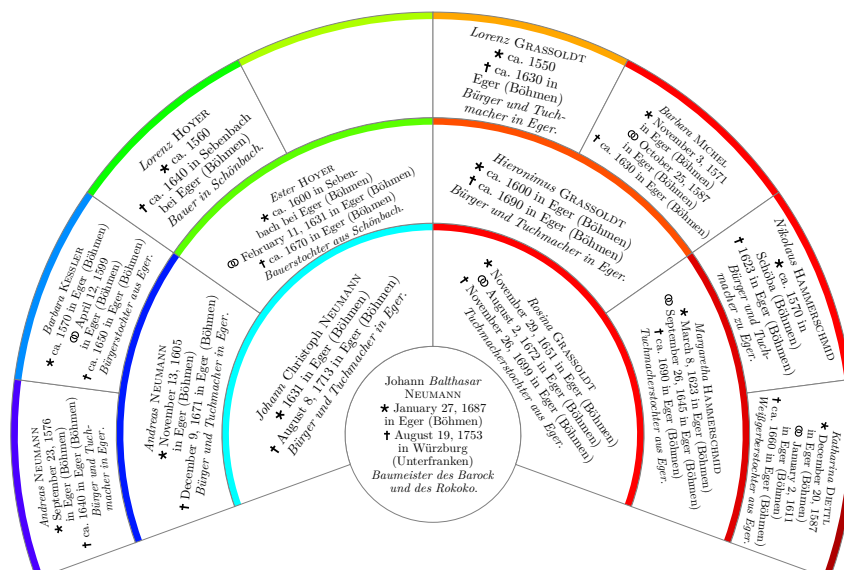 Johann Balthasar
NEUMANN
★ January 27, 1687
in Eger (Böhmen)
✝ August 19, 1753
in Würzburg
(Unterfranken)
Baumeister des Barock
und des Rokoko.
Johann Christoph NEUMANN
★ 1631 in Eger (Böhmen)
✝ August 8, 1713 in Eger (Böhmen)
Bürger und Tuchmacher in Eger.
Rosina GRASSOLDT
★ November 29, 1651 in Eger (Böhmen)
⚭ August 2, 1672 in Eger (Böhmen)
✝ November 26, 1699 in Eger (Böhmen)
Tuchmacherstochter aus Eger.
Andreas NEUMANN
★ November 13, 1605
in Eger (Böhmen)
✝ December 9, 1671 in Eger (Böhmen)
Bürger und Tuchmacher in Eger.
Ester HOYER
★ ca. 1600 in Seben-
bach bei Eger (Böhmen)
⚭ February 11, 1631 in Eger (Böhmen)
✝ ca. 1670 in Eger (Böhmen)
Bauerstochter aus Schönbach.
Hieronimus GRASSOLDT
★ ca. 1600 in Eger (Böhmen)
✝ ca. 1690 in Eger (Böhmen)
Bürger und Tuchmacher in Eger.
Margaretha HAMMERSCHMID
★ March 8, 1623 in Eger (Böhmen)
⚭ September 26, 1645 in Eger (Böhmen)
✝ ca. 1690 in Eger (Böhmen)
Tuchmacherstochter aus Eger.
Andreas NEUMANN
★ September 23, 1576
in Eger (Böhmen)
✝ ca. 1640 in Eger (Böhmen)
Bürger und Tuch-
macher in Eger.
Barbara KESSLER
★ ca. 1570 in Eger (Böhmen)
⚭ April 12, 1599
in Eger (Böhmen)
✝ ca. 1650 in Eger (Böhmen)
Bürgerstochter aus Eger.
Lorenz HOYER
★ ca. 1560
✝ ca. 1640 in Sebenbach
bei Eger (Böhmen)
Bauer in Schönbach.
Lorenz GRASSOLDT
★ ca. 1550
✝ ca. 1630 in
Eger (Böhmen)
Bürger und Tuch-
macher in Eger.
Barbara MICHEL
★ November 3, 1571
in Eger (Böhmen)
⚭ October 25, 1587
in Eger (Böhmen)
✝ ca. 1630 in Eger (Böhmen)
Nikolaus HAMMERSCHMID
★ ca. 1570 in
Schöba (Böhmen)
✝ 1623 in Eger (Böhmen)
Bürger und Tuch-
macher zu Eger.
Katharina DIETTL
★ December 20, 1587
in Eger (Böhmen)
⚭ January 2, 1611
in Eger (Böhmen)
✝ ca. 1660 in Eger (Böhmen)
Weißgerberstochter aus Eger.